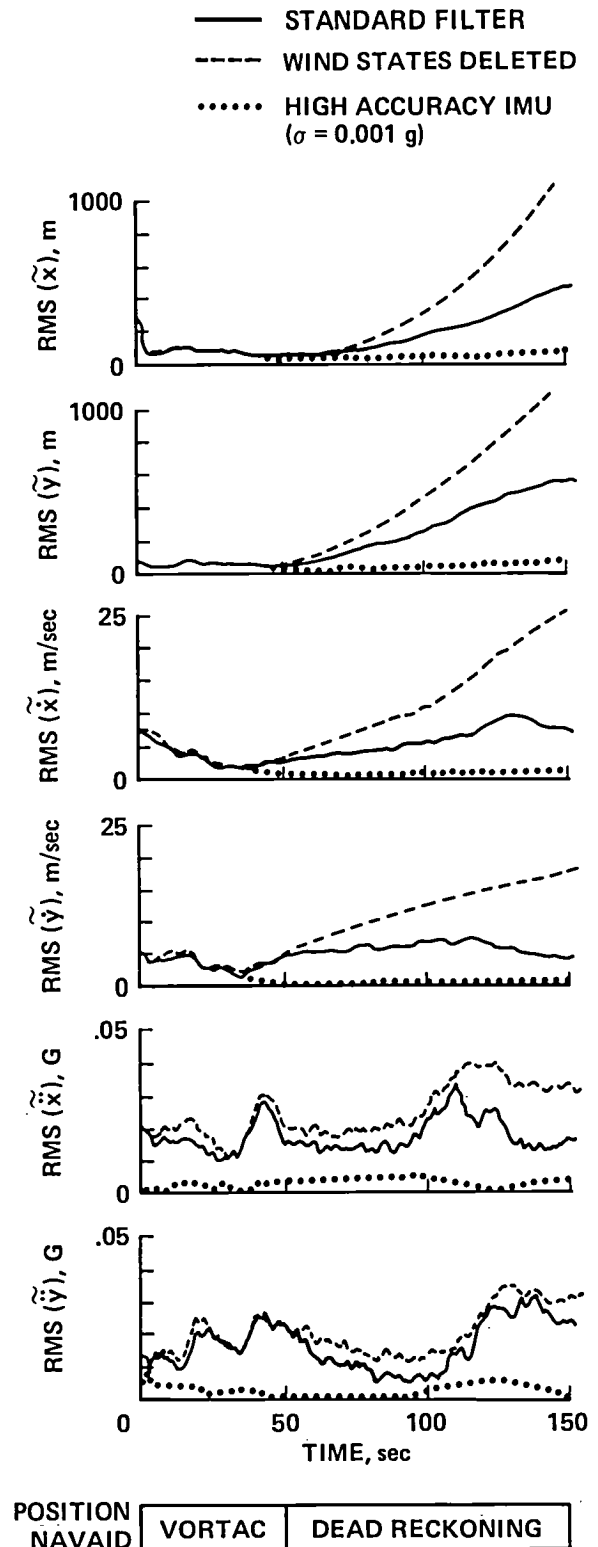 STANDARD FILTER
WIND STATES DELETED
HIGH ACCURACY IMU
(σ = 0.001 g)
1000
RMS (x̃), m
0
1000
RMS (ỹ), m
0
25
RMS (ẋ̃), m/sec
0
25
RMS (ẏ̃), m/sec
0
.05
RMS (ẍ̃), G
0
.05
RMS (ÿ̃), G
0 50 100 150
TIME, sec
POSITION NAVAID
VORTAC
DEAD RECKONING